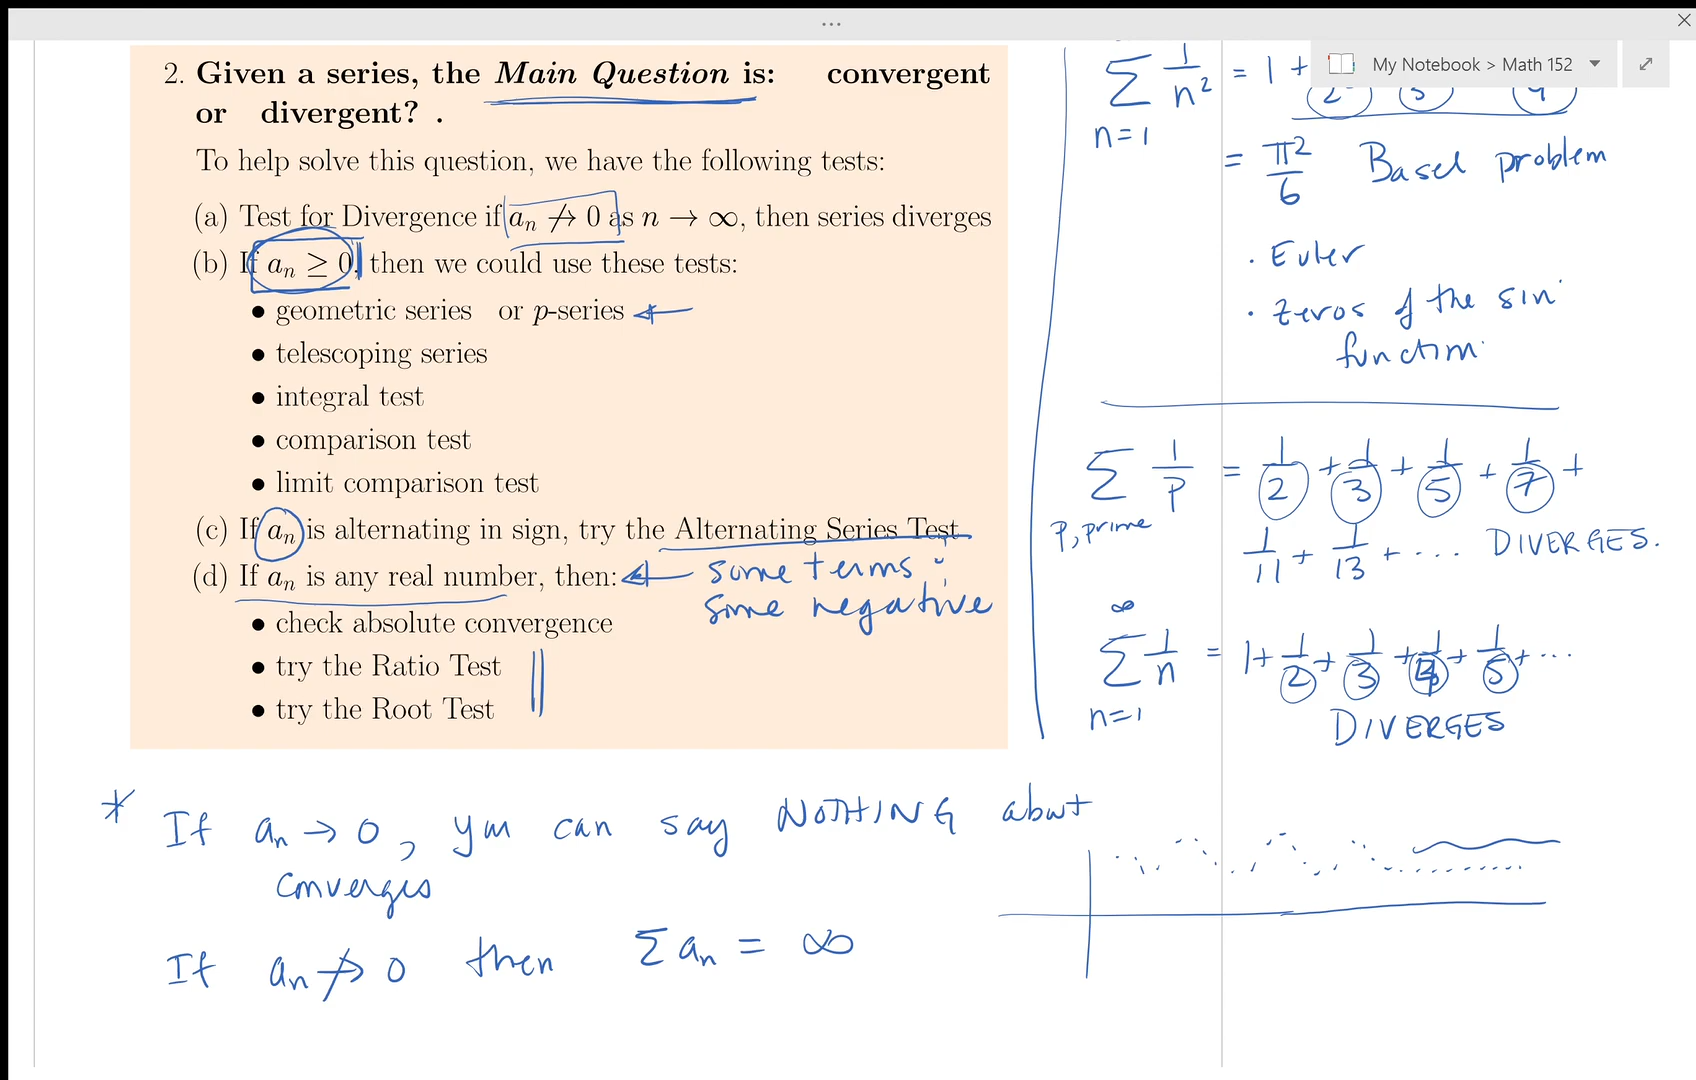 ...
My Notebook > Math 152
2. Given a series, the Main Question is: convergent
or divergent? .
To help solve this question, we have the following tests:
(a) Test for Divergence if aₙ ↛ 0 as n → ∞, then series diverges
(b) If aₙ ≥ 0, then we could use these tests:
• geometric series or p-series
• telescoping series
• integral test
• comparison test
• limit comparison test
(c) If aₙ is alternating in sign, try the Alternating Series Test.
(d) If aₙ is any real number, then: some terms
some negative
• check absolute convergence
• try the Ratio Test
• try the Root Test
* If aₙ → 0, you can say NOTHING about
converges
If aₙ ↛ 0 then Σ aₙ = ∞
Σ 1/n² = 1 +
n=1
= π²/6 Basel problem
· Euler
· Zeros of the sin
function
Σ 1/p = 1/2 + 1/3 + 1/5 + 1/7 +
p, prime
1/11 + 1/13 + ... DIVERGES.
∞
Σ 1/n = 1 + 1/2 + 1/3 + 1/4 + 1/5 + ...
n=1
DIVERGES